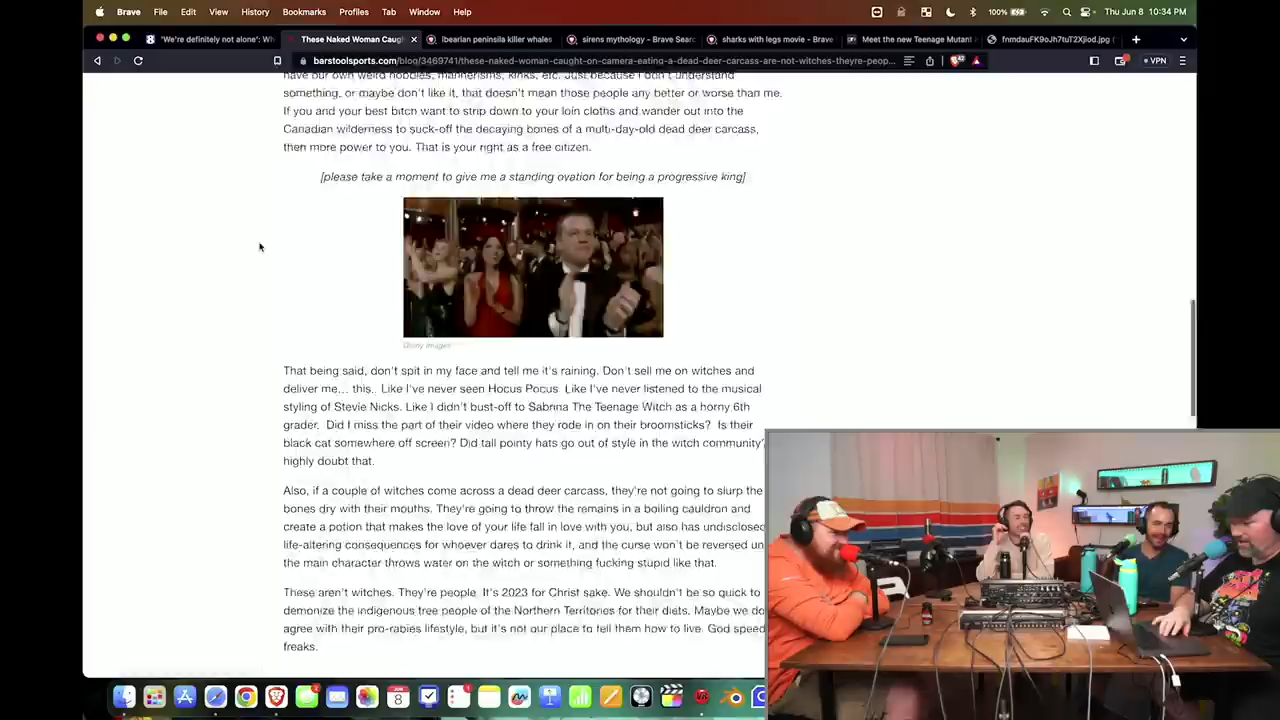 Brave File Edit View History Bookmarks Profiles Tab Window Help 100% Thu Jun 8 10:34 PM
"We're definitely not alone": Wh These Naked Woman Caug ibearian peninsila killer whales sirens mythology - Brave Sear sharks with legs movie - Brave Meet the new Teenage Mutant fnmdauFK9oJh7tuT2Xjiod.jpg (
barstoolsports.com/blog/3469741/these-naked-woman-caught-on-camera-eating-a-dead-deer-carcass-are-not-witches-theyre-peop... VPN
have our own weird hobbies, mannerisms, kinks, etc. Just because I don't understand
something, or maybe don't like it, that doesn't mean those people any better or worse than me.
If you and your best bitch want to strip down to your loin cloths and wander out into the
Canadian wilderness to suck-off the decaying bones of a multi-day-old dead deer carcass,
then more power to you. That is your right as a free citizen.
[please take a moment to give me a standing ovation for being a progressive king]
Giphy Images.
That being said, don't spit in my face and tell me it's raining. Don't sell me on witches and
deliver me... this.. Like I've never seen Hocus Pocus. Like I've never listened to the musical
styling of Stevie Nicks. Like I didn't bust-off to Sabrina The Teenage Witch as a horny 6th
grader. Did I miss the part of their video where they rode in on their broomsticks? Is their
black cat somewhere off screen? Did tall pointy hats go out of style in the witch community?
highly doubt that.
Also, if a couple of witches come across a dead deer carcass, they're not going to slurp the
bones dry with their mouths. They're going to throw the remains in a boiling cauldron and
create a potion that makes the love of your life fall in love with you, but also has undisclosed
life-altering consequences for whoever dares to drink it, and the curse won't be reversed un
the main character throws water on the witch or something fucking stupid like that.
These aren't witches. They're people. It's 2023 for Christ sake. We shouldn't be so quick to
demonize the indigenous tree people of the Northern Territories for their diets. Maybe we do
agree with their pro-rabies lifestyle, but it's not our place to tell them how to live. God speed
freaks.